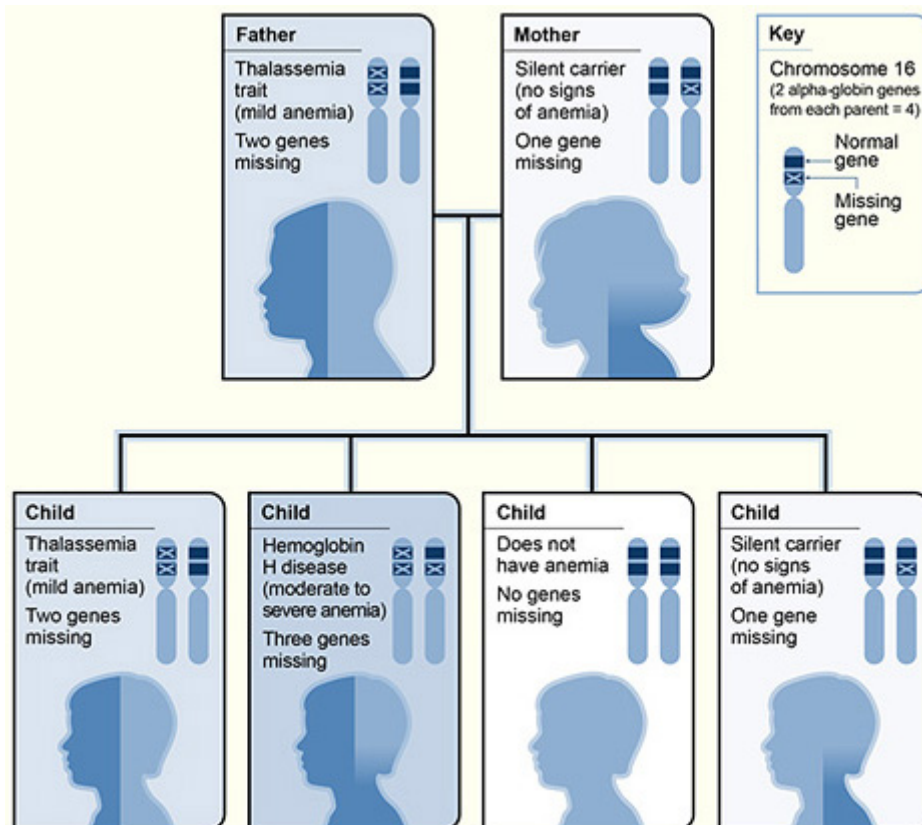 Father
Thalassemia
trait
(mild anemia)
Two genes
missing
Mother
Silent carrier
(no signs
of anemia)
One gene
missing
Key
Chromosome 16
(2 alpha-globin genes
from each parent = 4)
Normal
gene
Missing
gene
Child
Thalassemia
trait
(mild anemia)
Two genes
missing
Child
Hemoglobin
H disease
(moderate to
severe anemia)
Three genes
missing
Child
Does not
have anemia
No genes
missing
Child
Silent carrier
(no signs
of anemia)
One gene
missing